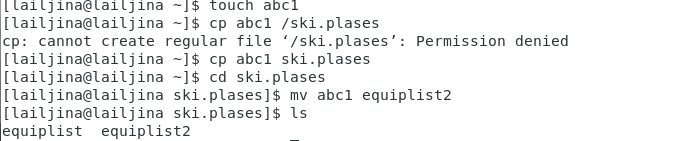 [lailjina@lailjina ~]$ touch abc1
[lailjina@lailjina ~]$ cp abc1 /ski.plases
cp: cannot create regular file ‘/ski.plases’: Permission denied
[lailjina@lailjina ~]$ cp abc1 ski.plases
[lailjina@lailjina ~]$ cd ski.plases
[lailjina@lailjina ski.plases]$ mv abc1 equiplist2
[lailjina@lailjina ski.plases]$ ls
equiplist  equiplist2